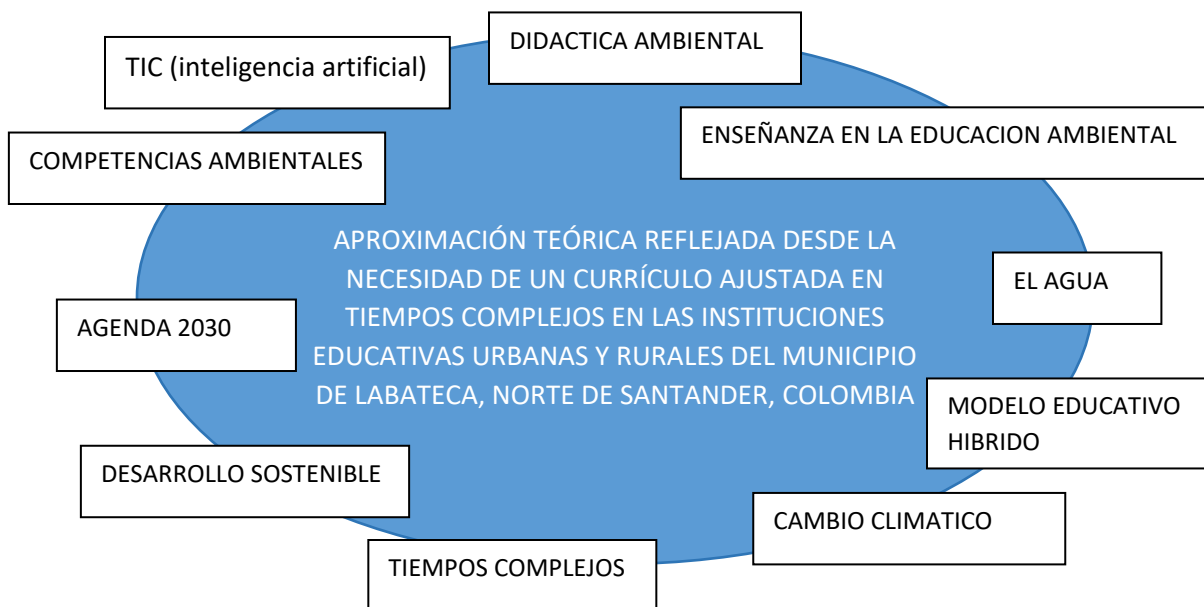 DIDACTICA AMBIENTAL
TIC (inteligencia artificial)
ENSEÑANZA EN LA EDUCACION AMBIENTAL
COMPETENCIAS AMBIENTALES
APROXIMACIÓN TEÓRICA REFLEJADA DESDE LA
NECESIDAD DE UN CURRÍCULO AJUSTADA EN
TIEMPOS COMPLEJOS EN LAS INSTITUCIONES
EDUCATIVAS URBANAS Y RURALES DEL MUNICIPIO
DE LABATECA, NORTE DE SANTANDER, COLOMBIA
EL AGUA
AGENDA 2030
MODELO EDUCATIVO
HIBRIDO
DESARROLLO SOSTENIBLE
CAMBIO CLIMATICO
TIEMPOS COMPLEJOS